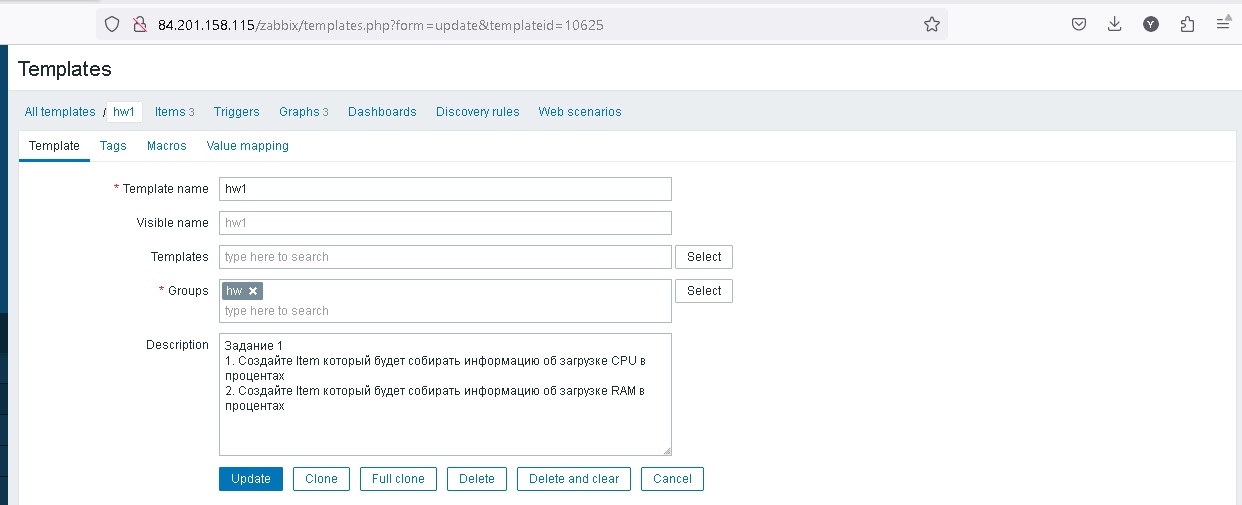 84.201.158.115/zabbix/templates.php?form=update&templateid=10625
Y
Templates
All templates / hw1 Items 3 Triggers Graphs 3 Dashboards Discovery rules Web scenarios
Template Tags Macros Value mapping
* Template name hw1
Visible name hw1
Templates type here to search Select
* Groups hw × Select
type here to search
Description Задание 1
1. Создайте Item который будет собирать информацию об загрузке CPU в
процентах
2. Создайте Item который будет собирать информацию об загрузке RAM в
процентах
Update Clone Full clone Delete Delete and clear Cancel